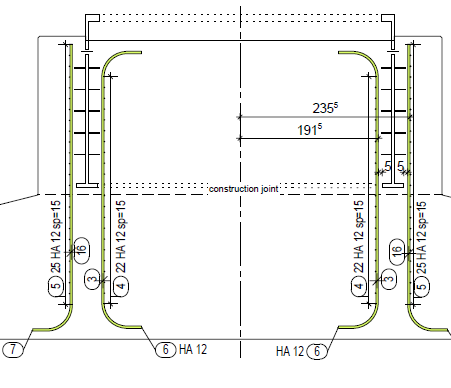 235⁵
191⁵
5 5
construction joint
5 25 HA 12 sp=15
16
3
4 22 HA 12 sp=15
4 22 HA 12 sp=15
3
16
5 25 HA 12 sp=15
7
6 HA 12
HA 12 6